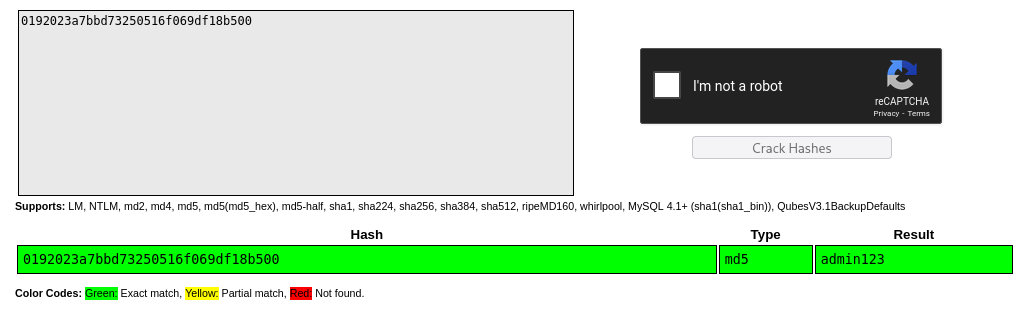 0192023a7bbd73250516f069df18b500
I'm not a robot
reCAPTCHA
Privacy - Terms
Crack Hashes
Supports: LM, NTLM, md2, md4, md5, md5(md5_hex), md5-half, sha1, sha224, sha256, sha384, sha512, ripeMD160, whirlpool, MySQL 4.1+ (sha1(sha1_bin)), QubesV3.1BackupDefaults
Hash Type Result
0192023a7bbd73250516f069df18b500 md5 admin123
Color Codes: Green: Exact match, Yellow: Partial match, Red: Not found.